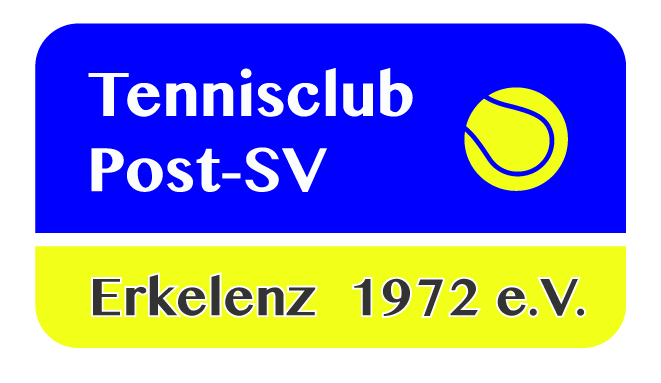 Tennisclub
Post-SV
Erkelenz 1972 e.V.